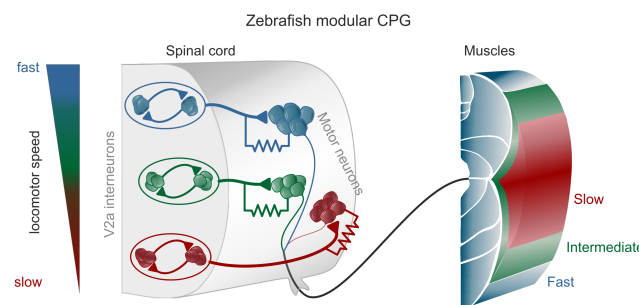 Zebrafish modular CPG
Spinal cord
Muscles
fast
locomotor speed
slow
V2a interneurons
Motor neurons
Slow
Intermediate
Fast